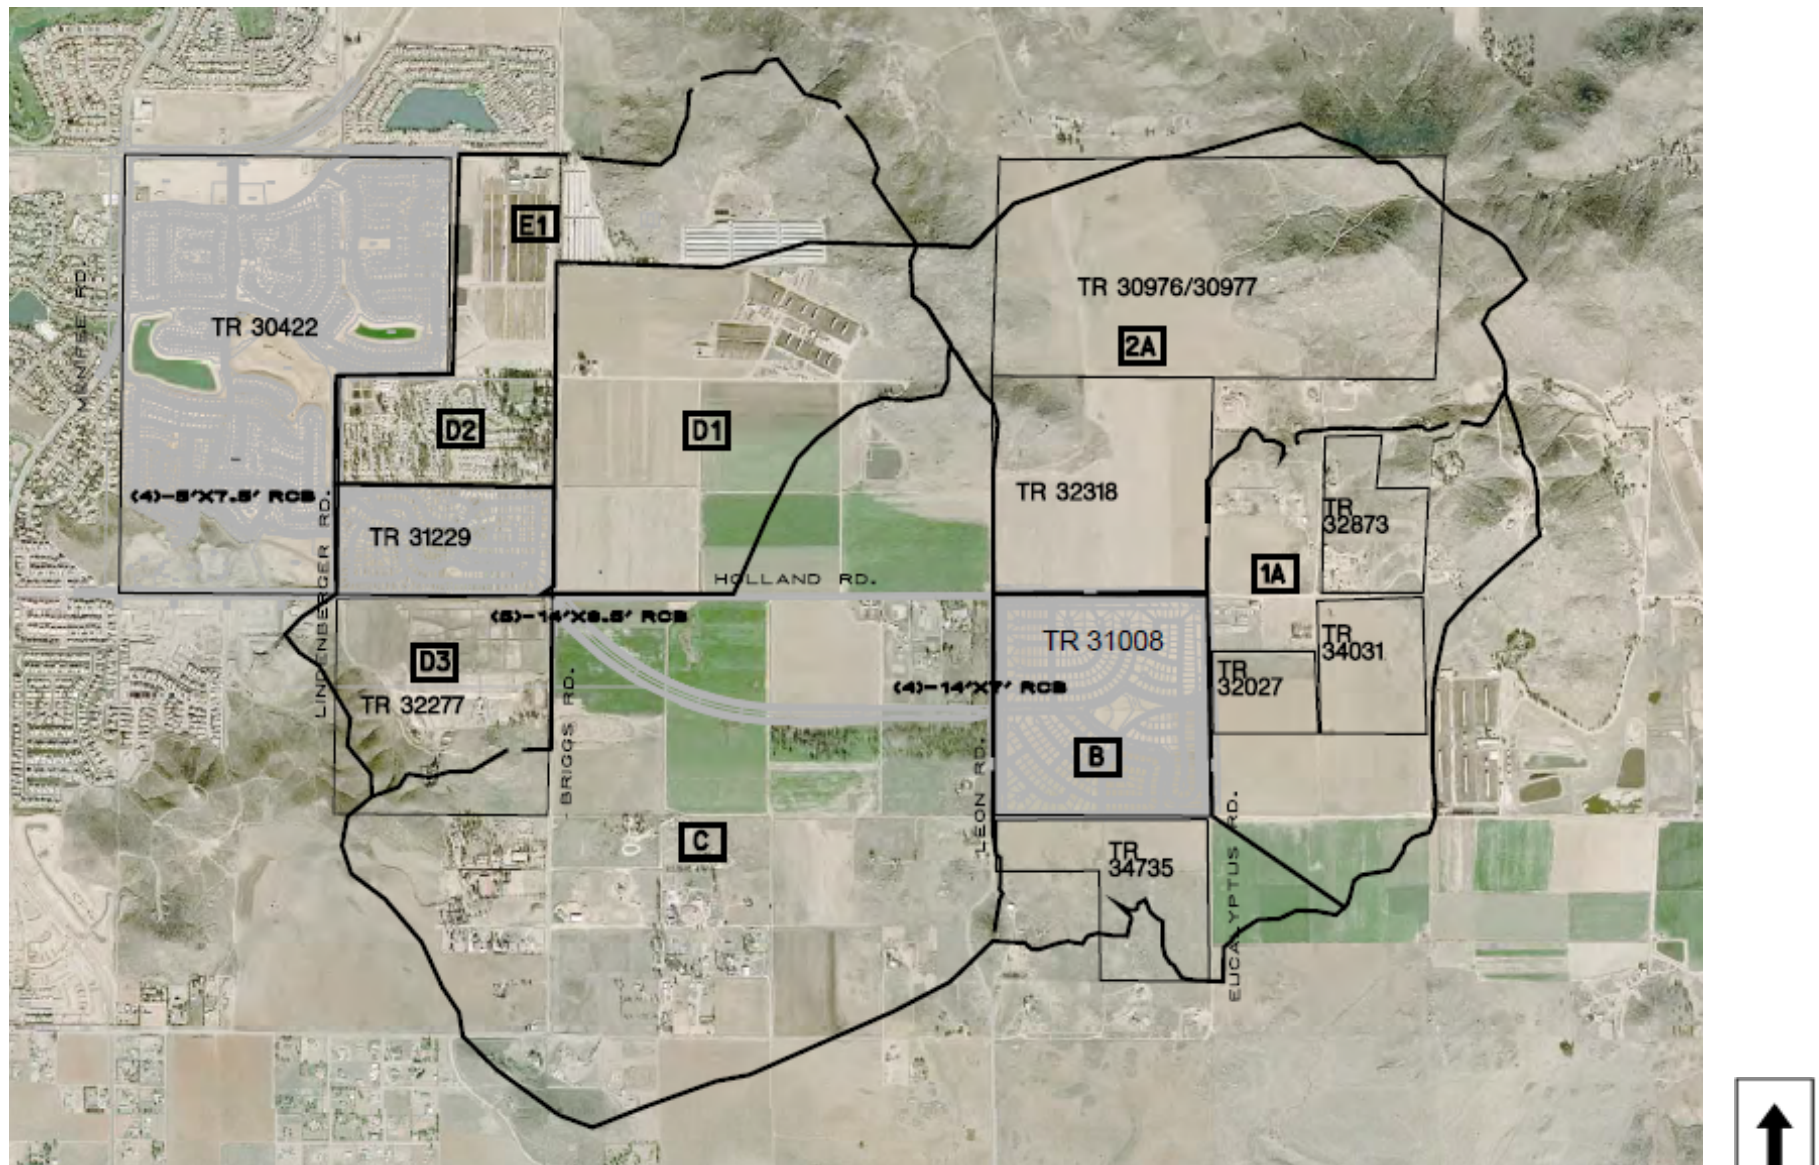 E1
TR 30976/30977
MENIFEE RD.
TR 30422
2A
D2
D1
(4)-5'X7.5' RCB
TR 32318
TR
32873
LINDENBERGER RD.
TR 31229
1A
HOLLAND RD.
(5)-14'X8.5' RCB
TR 31008
TR
34031
D3
TR
32027
TR 32277
(4)-14'X7' RCB
BRIGGS RD.
LEON RD.
B
C
TR
34735
EUCALYPTUS RD.